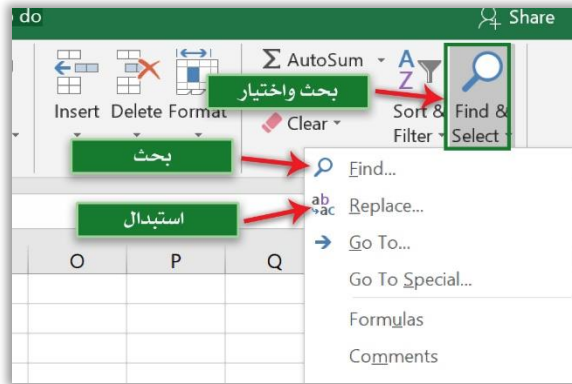 do
Share
AutoSum
بحث واختيار
Insert Delete Format
Clear
Sort & Filter
Find & Select
بحث
Find...
استبدال
Replace...
Go To...
O P Q
Go To Special...
Formulas
Comments